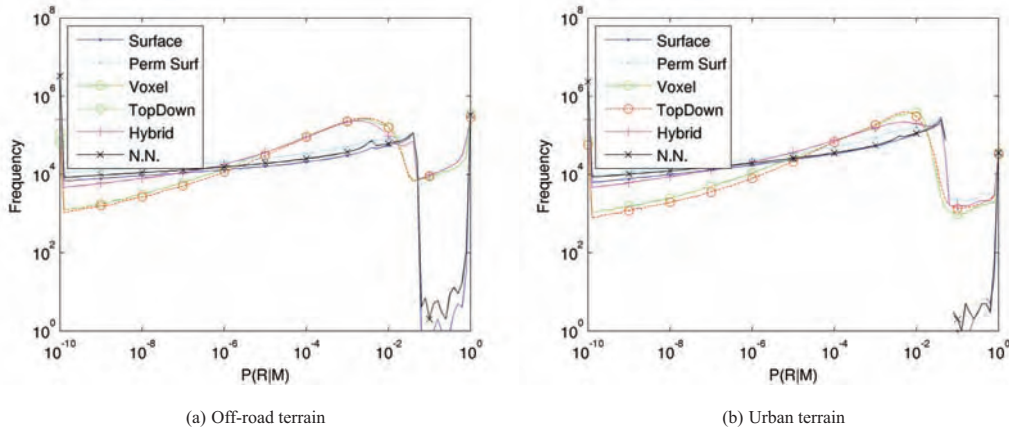 10^8
10^6
10^4
10^2
10^0
Frequency
Surface
Perm Surf
Voxel
TopDown
Hybrid
N.N.
10^-10
10^-8
10^-6
10^-4
10^-2
10^0
P(R|M)
(a) Off-road terrain
10^8
10^6
10^4
10^2
10^0
Frequency
Surface
Perm Surf
Voxel
TopDown
Hybrid
N.N.
10^-10
10^-8
10^-6
10^-4
10^-2
10^0
P(R|M)
(b) Urban terrain